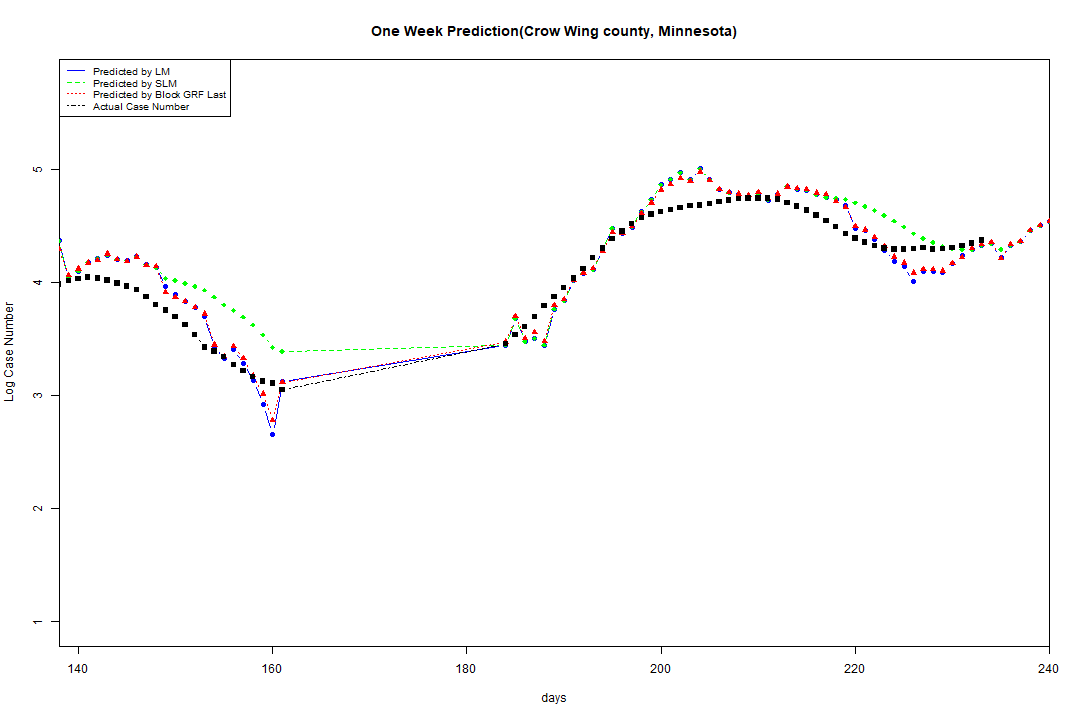 One Week Prediction(Crow Wing county, Minnesota)
Predicted by LM
Predicted by SLM
Predicted by Block GRF Last
Actual Case Number
5
4
3
2
1
Log Case Number
140 160 180 200 220 240
days